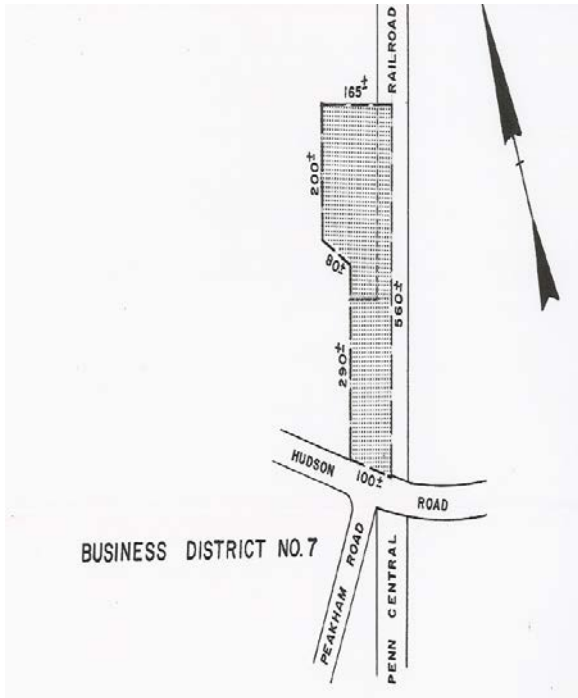 RAILROAD
165±
200±
80±
560±
290±
HUDSON
100±
ROAD
BUSINESS DISTRICT NO. 7
PEAKHAM ROAD
PENN CENTRAL